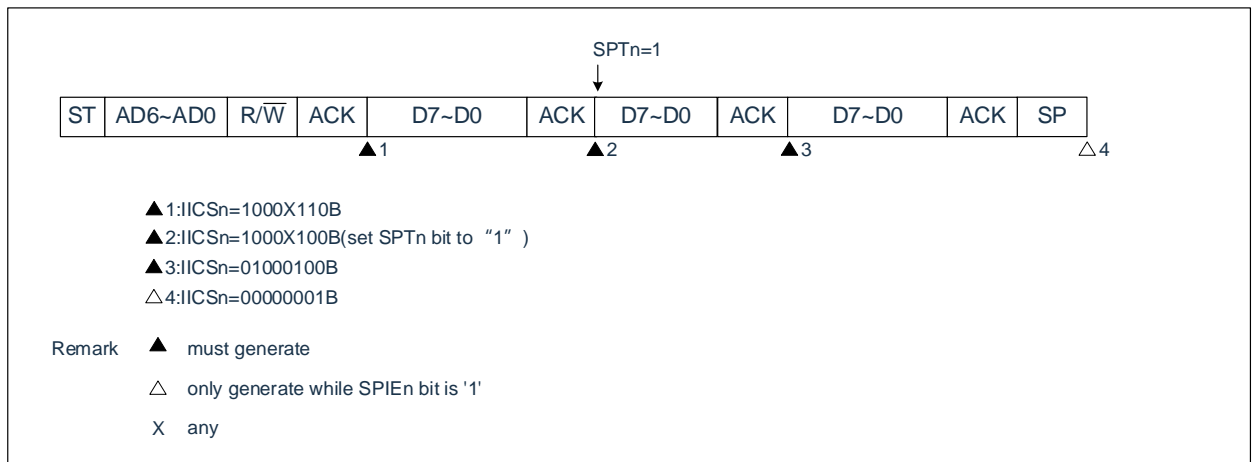 SPTn=1
ST AD6~AD0 R/W̅ ACK D7~D0 ACK D7~D0 ACK D7~D0 ACK SP
▲1 ▲2 ▲3 △4
▲1:IICSn=1000X110B
▲2:IICSn=1000X100B(set SPTn bit to “1” )
▲3:IICSn=01000100B
△4:IICSn=00000001B
Remark ▲ must generate
△ only generate while SPIEn bit is '1'
X any